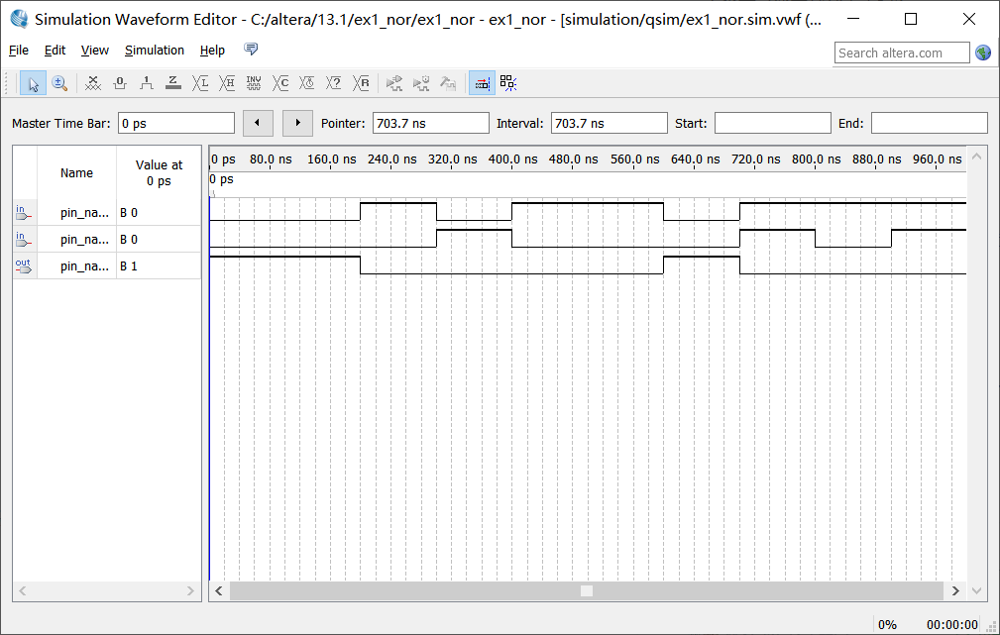 Simulation Waveform Editor - C:/altera/13.1/ex1_nor/ex1_nor - ex1_nor - [simulation/qsim/ex1_nor.sim.vwf (...
File Edit View Simulation Help
Search altera.com
Master Time Bar: 0 ps Pointer: 703.7 ns Interval: 703.7 ns Start: End:
Name Value at 0 ps
0 ps 80.0 ns 160.0 ns 240.0 ns 320.0 ns 400.0 ns 480.0 ns 560.0 ns 640.0 ns 720.0 ns 800.0 ns 880.0 ns 960.0 ns
0 ps
in pin_na... B 0
in pin_na... B 0
out pin_na... B 1
0% 00:00:00